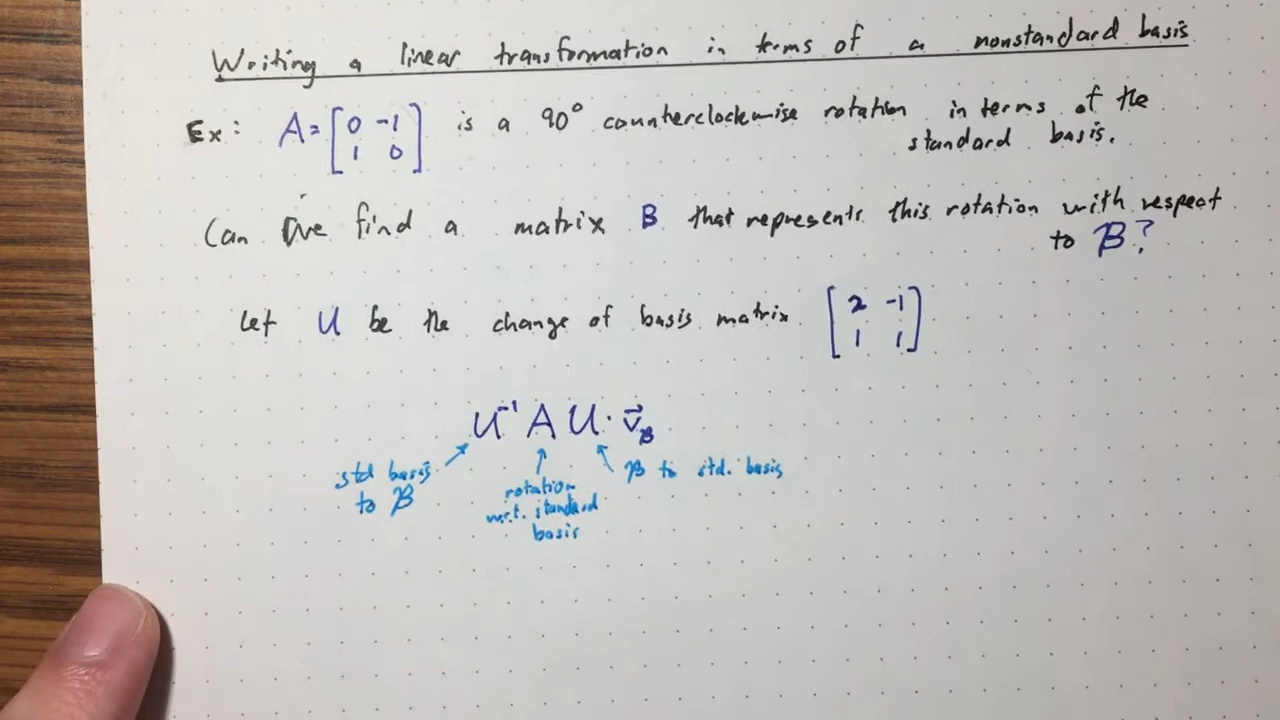 Writing a linear transformation in terms of a nonstandard basis
Ex: A = [0 -1
1 0] is a 90° counterclockwise rotation in terms of the
standard basis.
Can we find a matrix B that represents this rotation with respect
to ℬ?
Let U be the change of basis matrix [2 -1
1 1]
U⁻¹ A U · v⃗_ℬ
std basis
to ℬ
rotation
w.r.t. standard
basis
ℬ to std. basis